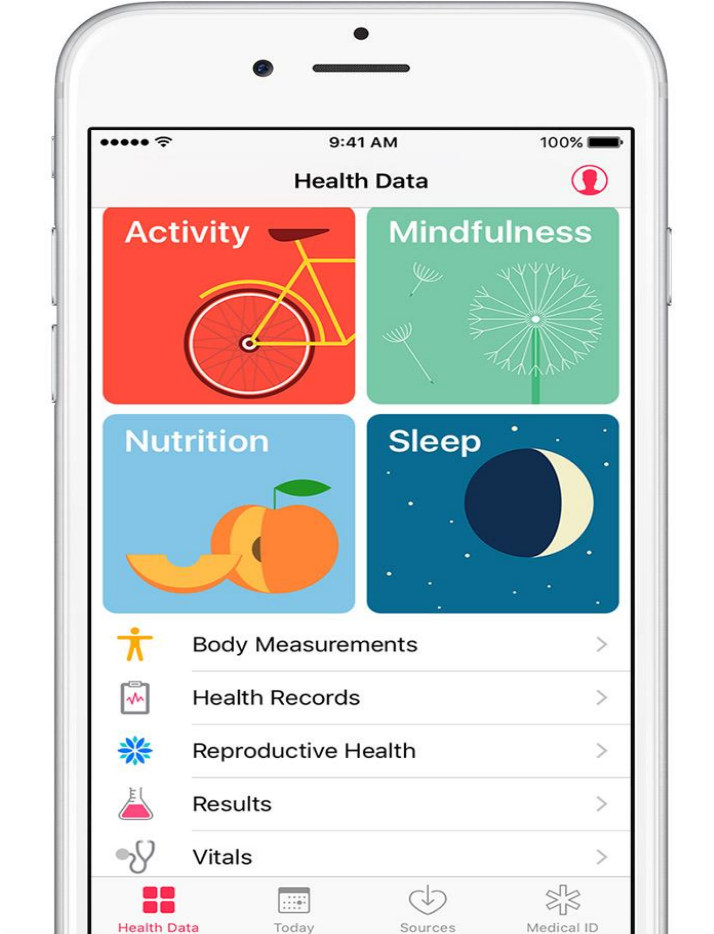 9:41 AM 100%
Health Data
Activity Mindfulness
Nutrition Sleep
Body Measurements
Health Records
Reproductive Health
Results
Vitals
Health Data Today Sources Medical ID